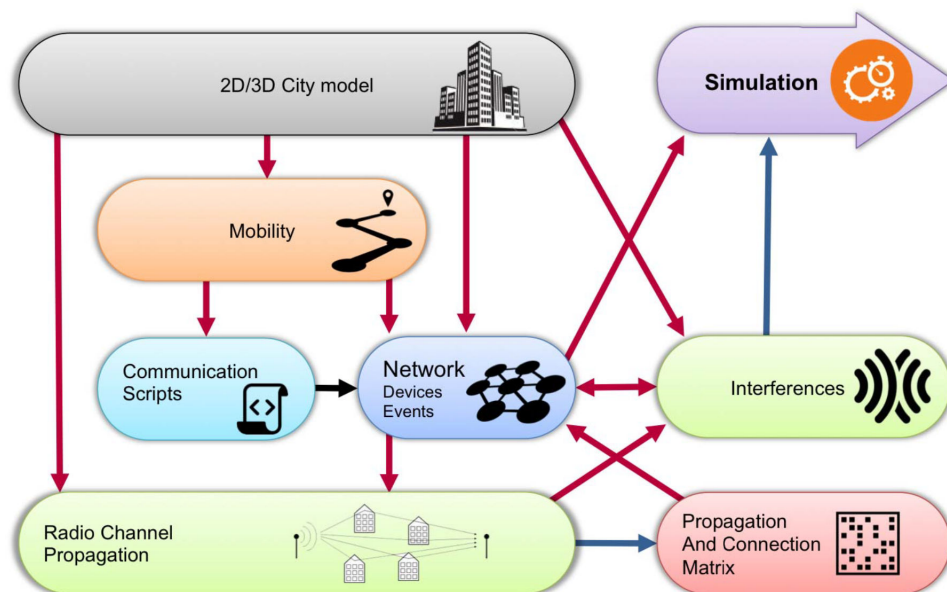 2D/3D City model
Simulation
Mobility
Communication
Scripts
Network
Devices
Events
Interferences
Radio Channel
Propagation
Propagation
And Connection
Matrix